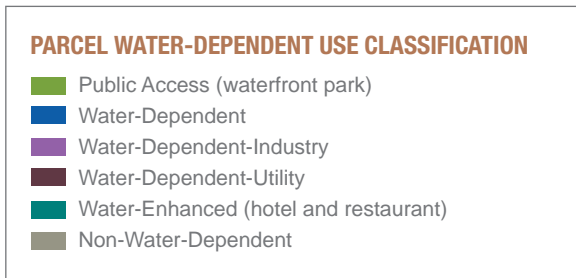 PARCEL WATER-DEPENDENT USE CLASSIFICATION
Public Access (waterfront park)
Water-Dependent
Water-Dependent-Industry
Water-Dependent-Utility
Water-Enhanced (hotel and restaurant)
Non-Water-Dependent